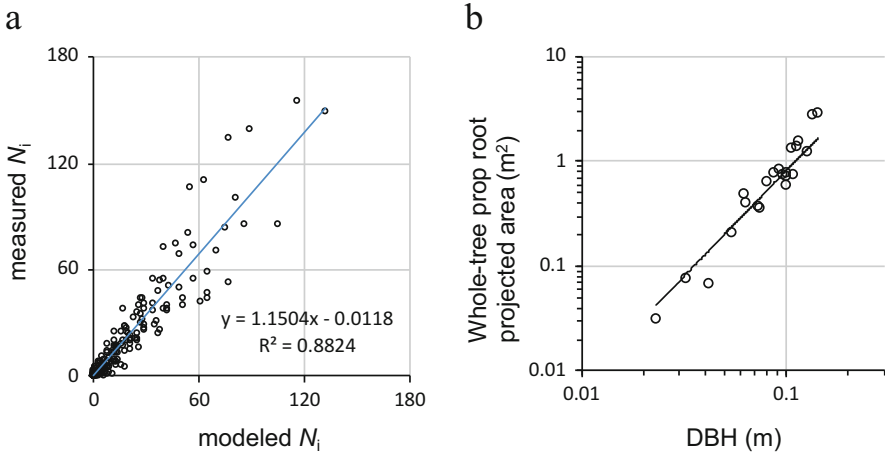 a
180
120
60
0
measured Nᵢ
y = 1.1504x - 0.0118
R² = 0.8824
0 60 120 180
modeled Nᵢ
b
10
1
0.1
0.01
Whole-tree prop root
projected area (m²)
0.01 0.1
DBH (m)